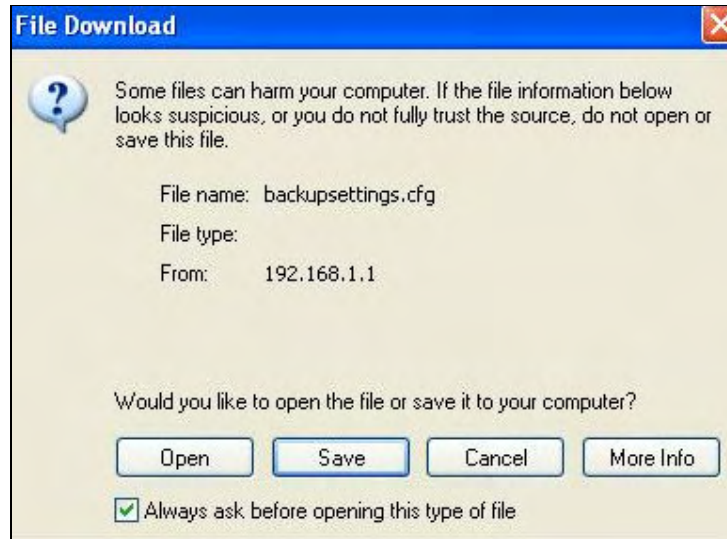 File Download
Some files can harm your computer. If the file information below
looks suspicious, or you do not fully trust the source, do not open or
save this file.
File name: backupsettings.cfg
File type:
From: 192.168.1.1
Would you like to open the file or save it to your computer?
Open Save Cancel More Info
Always ask before opening this type of file